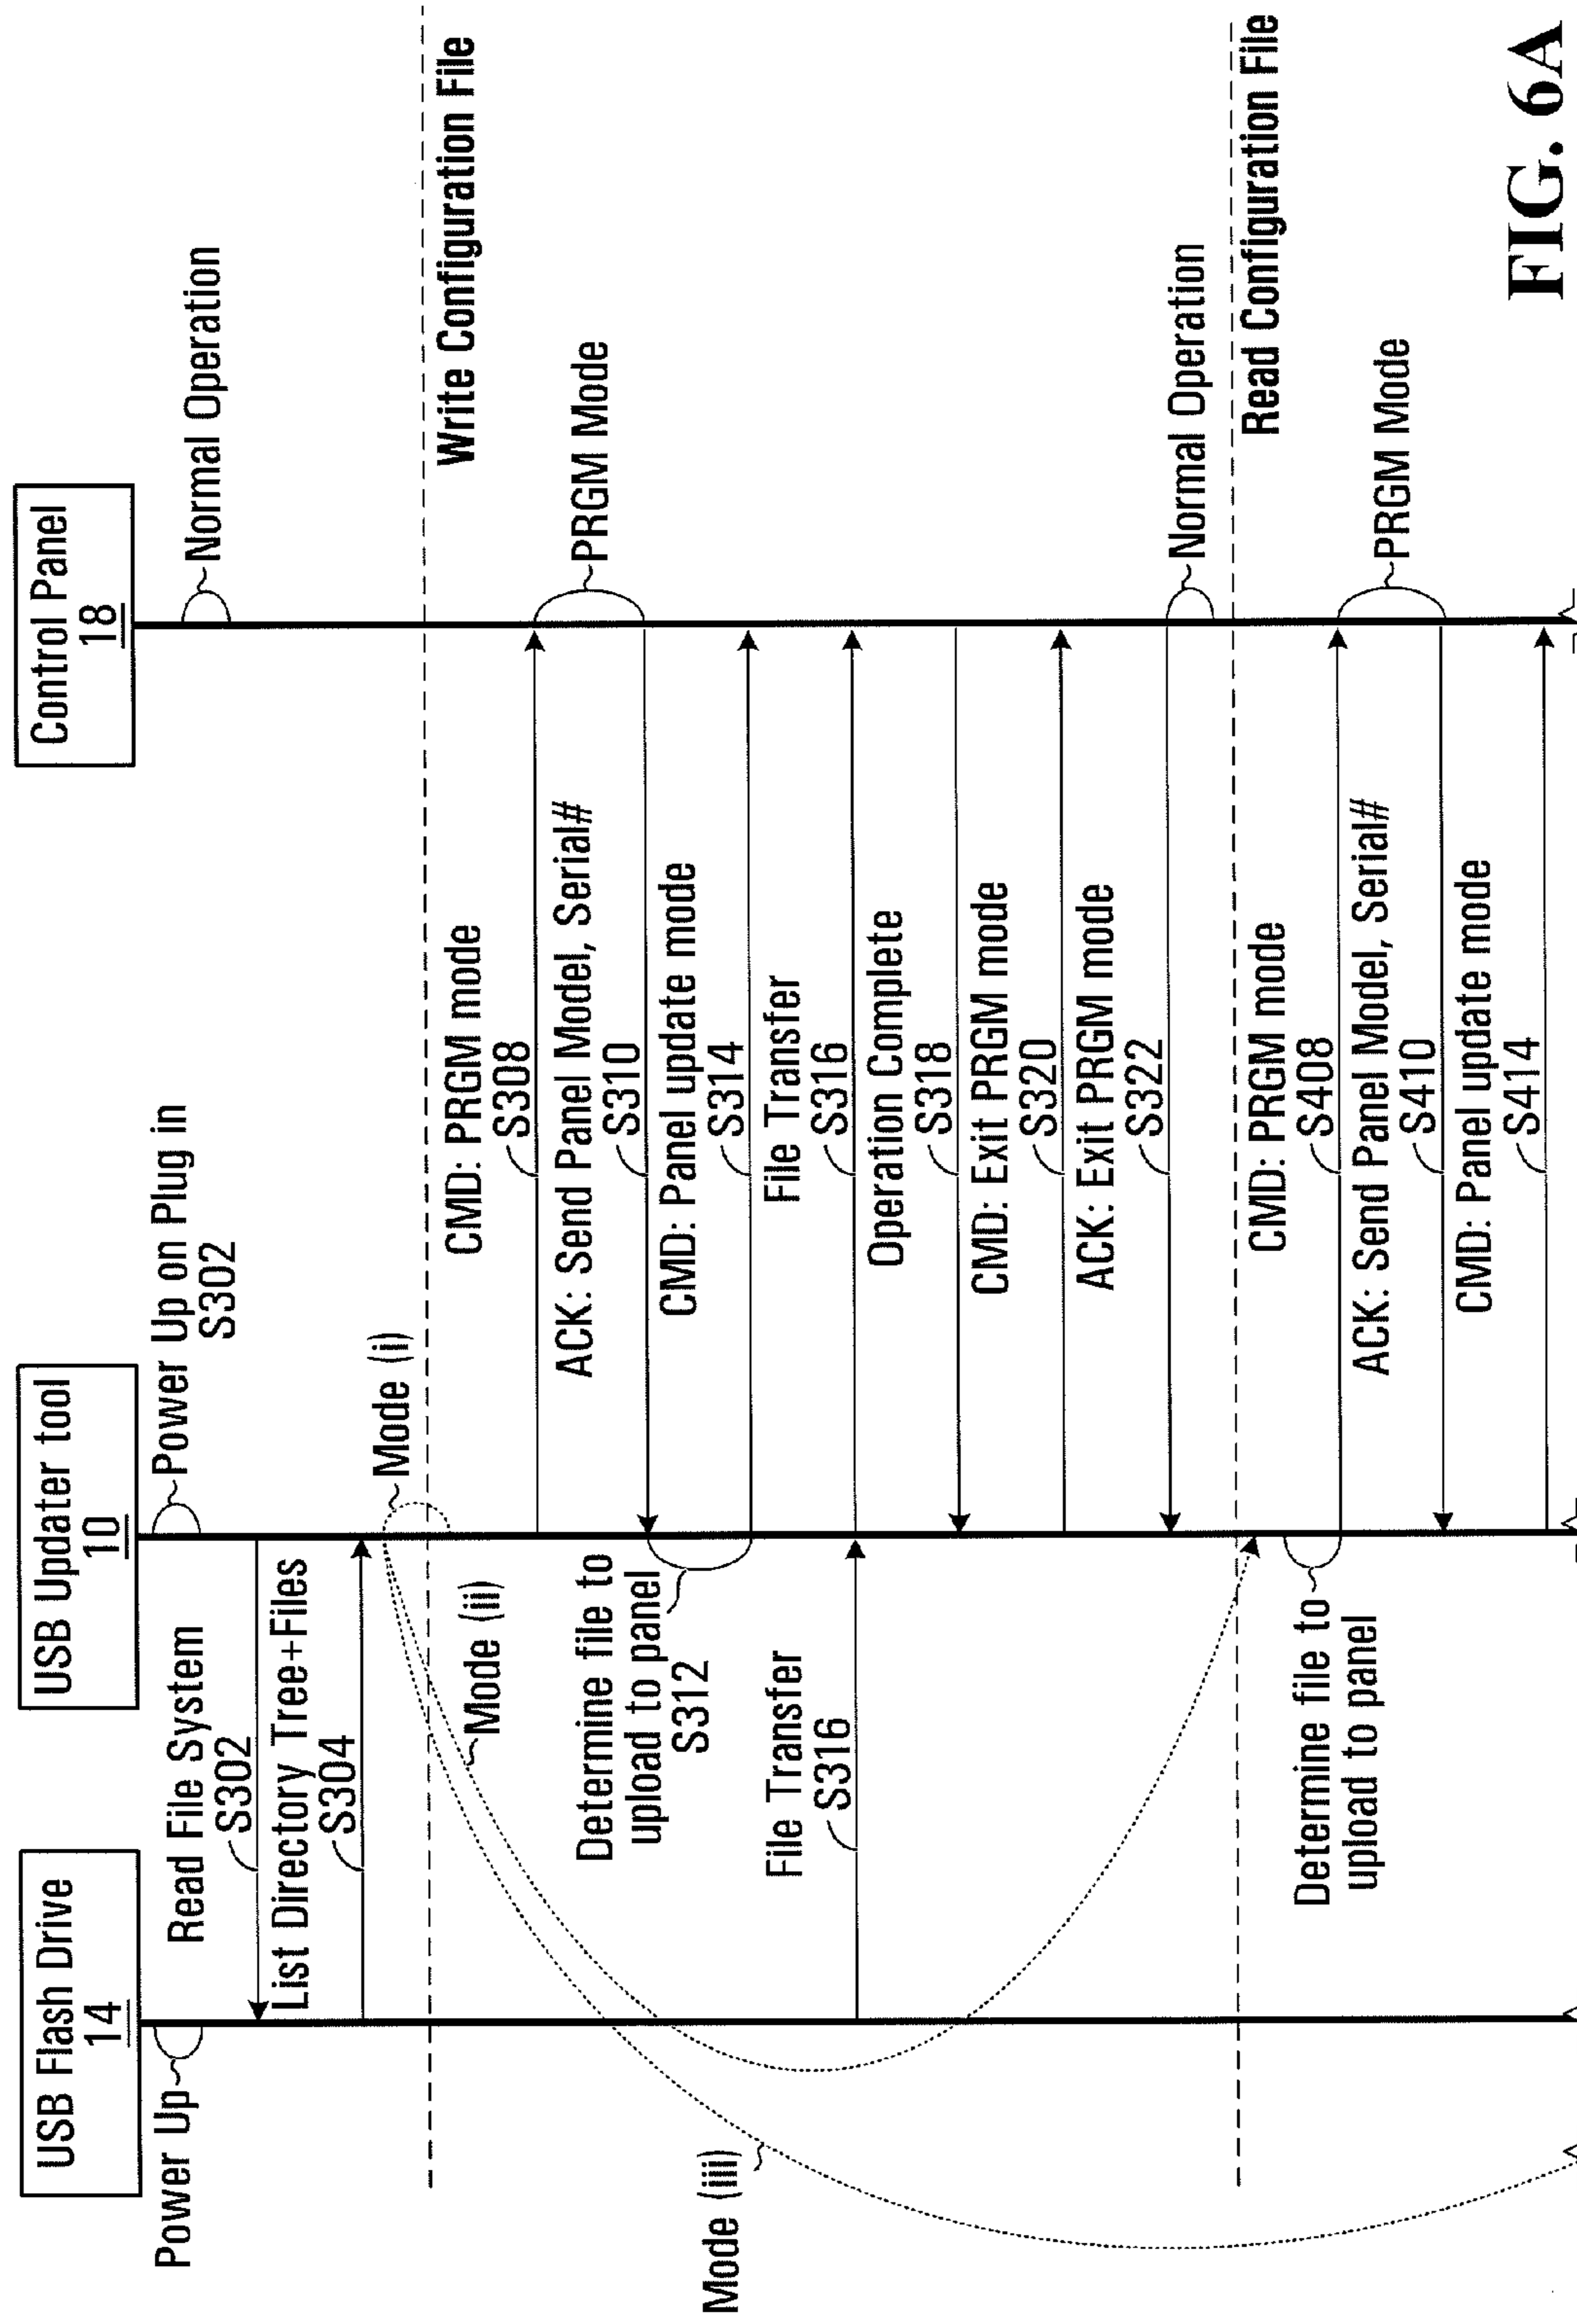 USB Flash Drive
14
USB Updater tool
10
Control Panel
18
Power Up
Power Up on Plug in
S302
Normal Operation
Read File System
S302
List Directory Tree+Files
S304
Mode (i)
Mode (ii)
Mode (iii)
Write Configuration File
CMD: PRGM mode
S308
PRGM Mode
ACK: Send Panel Model, Serial#
S310
Determine file to
upload to panel
S312
CMD: Panel update mode
S314
File Transfer
S316
File Transfer
S316
Operation Complete
S318
CMD: Exit PRGM mode
S320
ACK: Exit PRGM mode
S322
Normal Operation
Read Configuration File
Determine file to
upload to panel
CMD: PRGM mode
S408
PRGM Mode
ACK: Send Panel Model, Serial#
S410
CMD: Panel update mode
S414
FIG. 6A